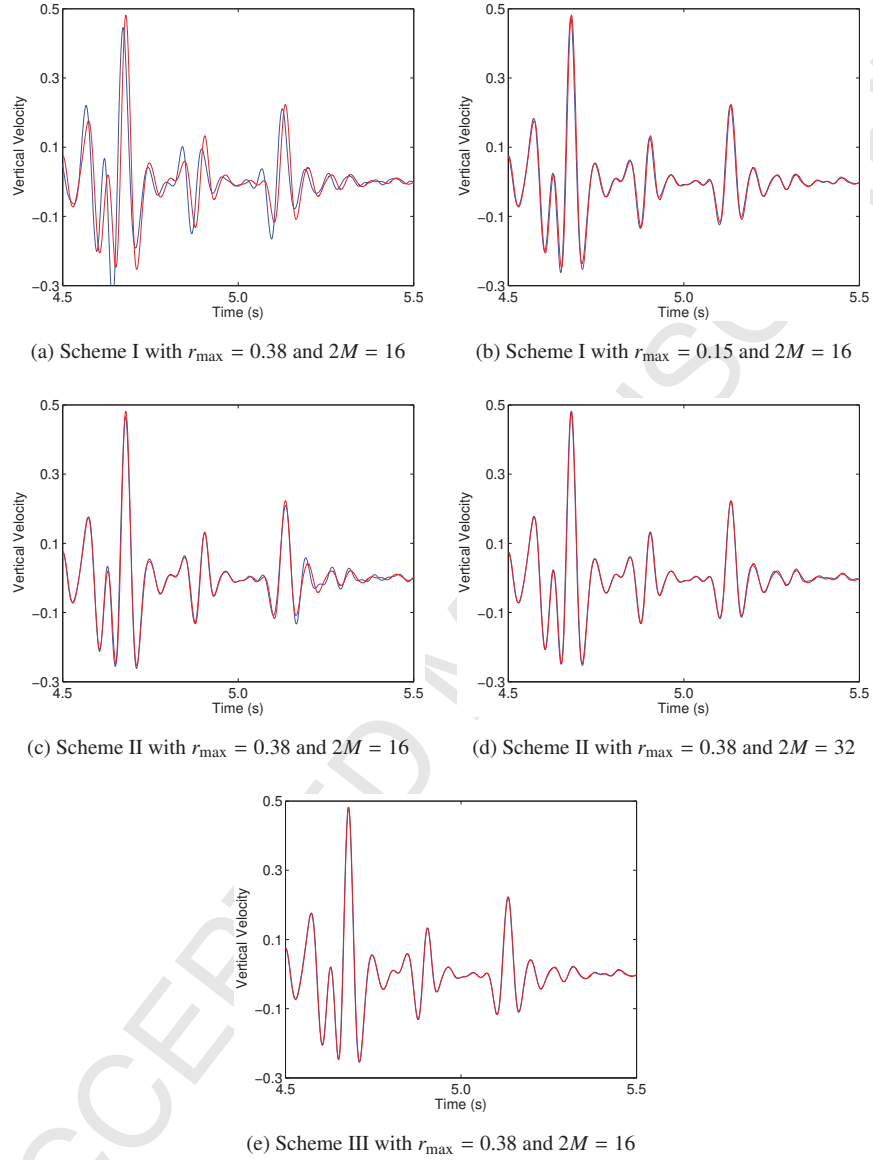 0.5
0.3
0.1
−0.1
−0.3
4.5 5.0 5.5
Vertical Velocity
Time (s)
(a) Scheme I with rmax = 0.38 and 2M = 16
0.5
0.3
0.1
−0.1
−0.3
4.5 5.0 5.5
Vertical Velocity
Time (s)
(b) Scheme I with rmax = 0.15 and 2M = 16
0.5
0.3
0.1
−0.1
−0.3
4.5 5.0 5.5
Vertical Velocity
Time (s)
(c) Scheme II with rmax = 0.38 and 2M = 16
0.5
0.3
0.1
−0.1
−0.3
4.5 5.0 5.5
Vertical Velocity
Time (s)
(d) Scheme II with rmax = 0.38 and 2M = 32
0.5
0.3
0.1
−0.1
−0.3
4.5 5.0 5.5
Vertical Velocity
Time (s)
(e) Scheme III with rmax = 0.38 and 2M = 16